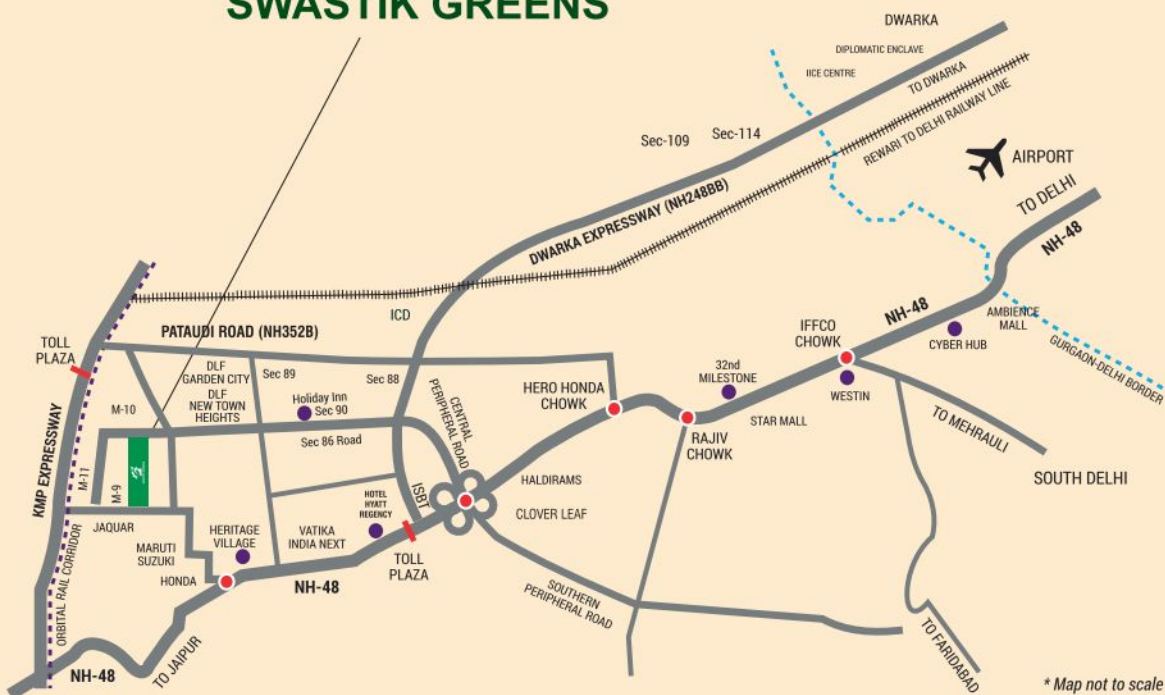 SWASTIK GREENS
DWARKA
DIPLOMATIC ENCLAVE
IICE CENTRE
TO DWARKA
REWARI TO DELHI RAILWAY LINE
Sec-109
Sec-114
AIRPORT
TO DELHI
NH-48
DWARKA EXPRESSWAY (NH248BB)
ICD
PATAUDI ROAD (NH352B)
TOLL
PLAZA
NH-48
AMBIENCE
MALL
CYBER HUB
GURGAON-DELHI BORDER
IFFCO
CHOWK
WESTIN
32nd
MILESTONE
STAR MALL
HERO HONDA
CHOWK
RAJIV
CHOWK
TO MEHRAULI
SOUTH DELHI
DLF
GARDEN CITY
DLF
NEW TOWN
HEIGHTS
Sec 89
Sec 88
Holiday Inn
Sec 90
Sec 86 Road
CENTRAL
PERIPHERAL ROAD
M-10
M-11
M-9
KMP EXPRESSWAY
ORBITAL RAIL CORRIDOR
JAQUAR
MARUTI
SUZUKI
HONDA
HERITAGE
VILLAGE
VATIKA
INDIA NEXT
HOTEL
HYATT
REGENCY
ISBT
HALDIRAMS
CLOVER LEAF
TOLL
PLAZA
NH-48
SOUTHERN
PERIPHERAL ROAD
TO FARIDABAD
TO JAIPUR
NH-48
* Map not to scale